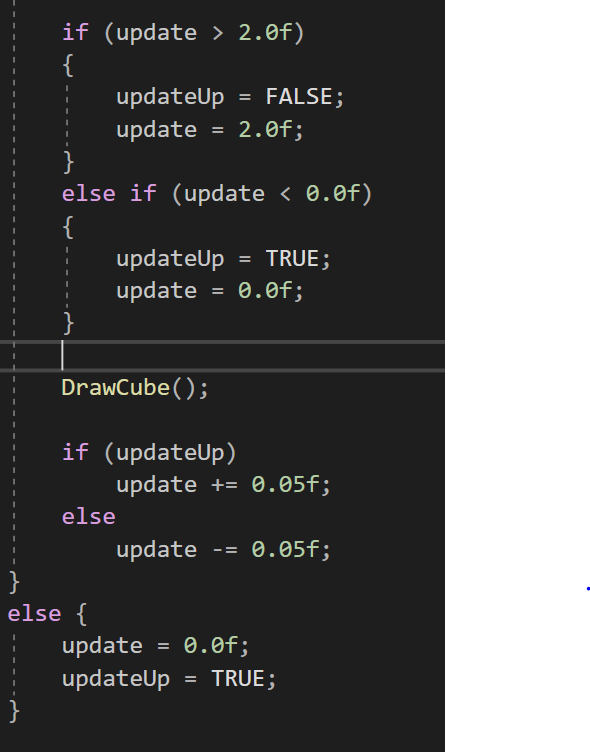 if (update > 2.0f)
{
updateUp = FALSE;
update = 2.0f;
}
else if (update < 0.0f)
{
updateUp = TRUE;
update = 0.0f;
}
DrawCube();
if (updateUp)
update += 0.05f;
else
update -= 0.05f;
}
else {
update = 0.0f;
updateUp = TRUE;
}